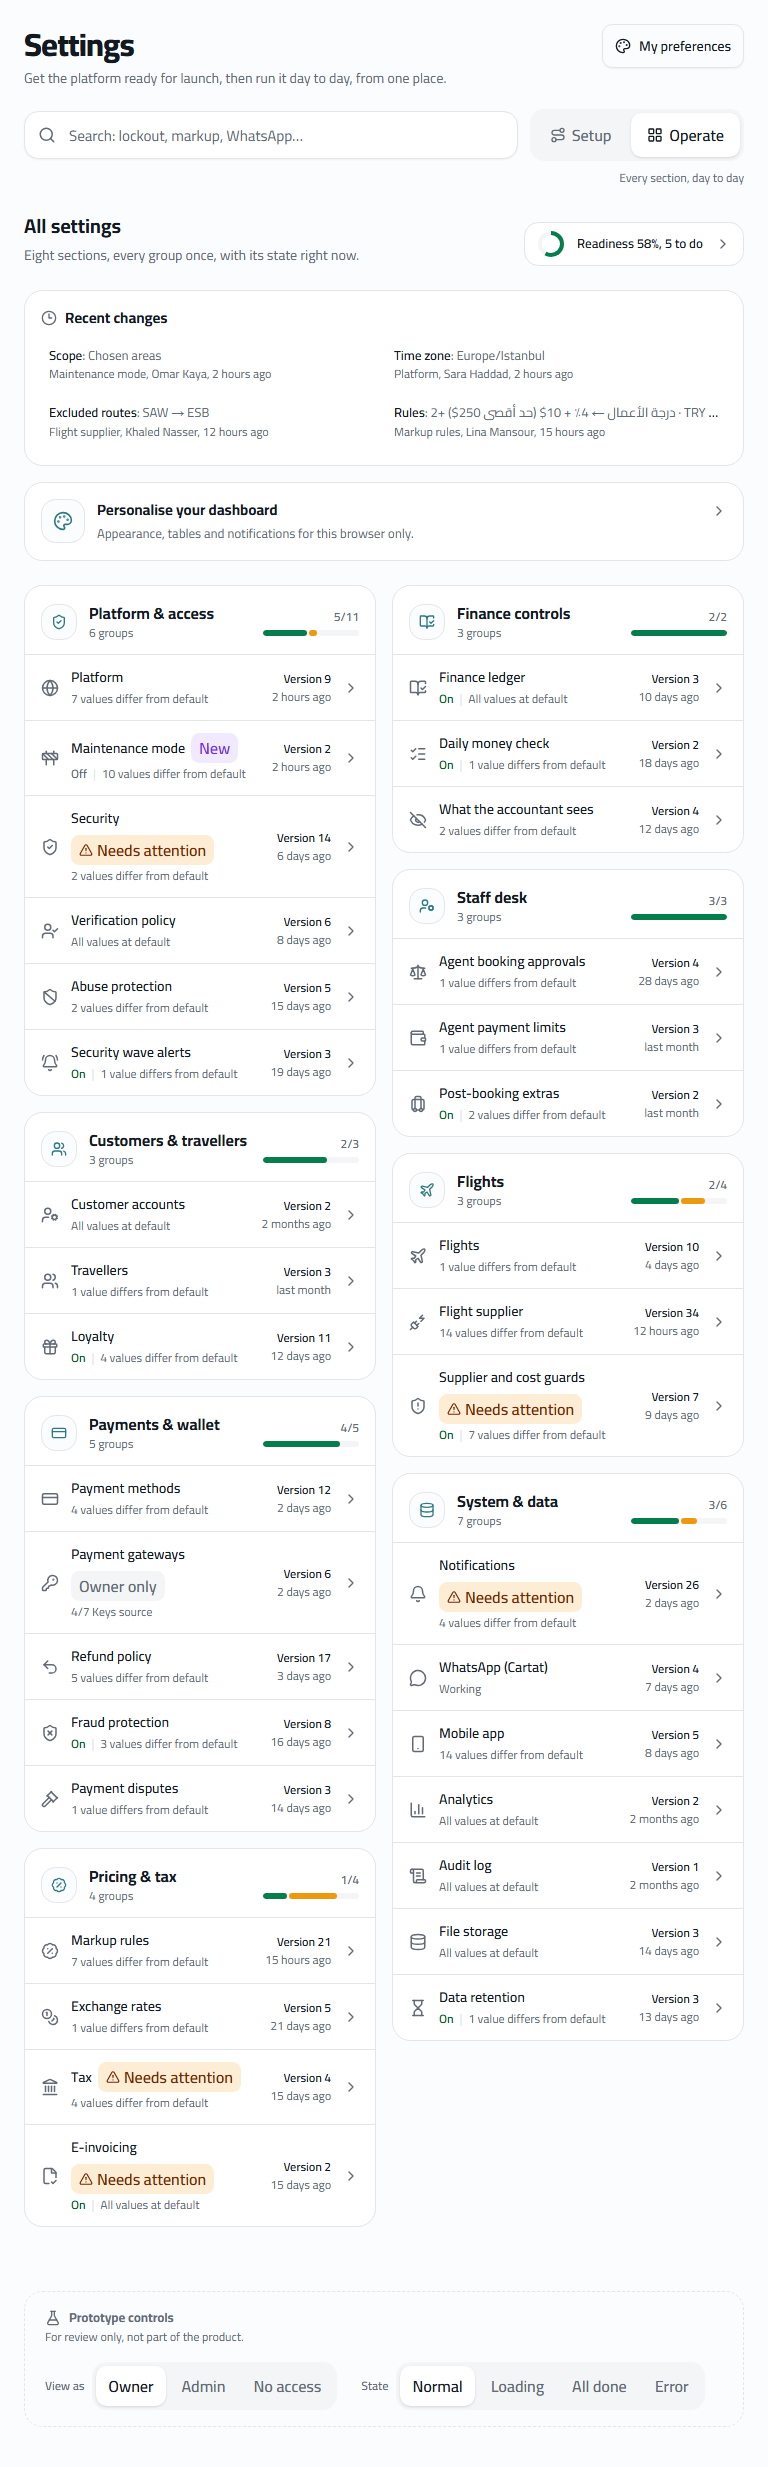 Settings
My preferences
Get the platform ready for launch, then run it day to day, from one place.
Search: lockout, markup, WhatsApp...
Setup
Operate
Every section, day to day
All settings
Eight sections, every group once, with its state right now.
Readiness 58%, 5 to do
Recent changes
Scope: Chosen areas
Maintenance mode, Omar Kaya, 2 hours ago
Time zone: Europe/Istanbul
Platform, Sara Haddad, 2 hours ago
Excluded routes: SAW → ESB
Flight supplier, Khaled Nasser, 12 hours ago
Rules: 2+ درجة الأعمال ← 4٪ + $10 (حد أقصى $250) · TRY ...
Markup rules, Lina Mansour, 15 hours ago
Personalise your dashboard
Appearance, tables and notifications for this browser only.
Platform & access
5/11
6 groups
Platform
Version 9
7 values differ from default
2 hours ago
Maintenance mode New
Version 2
Off | 10 values differ from default
2 hours ago
Security
Needs attention
Version 14
2 values differ from default
6 days ago
Verification policy
Version 6
All values at default
8 days ago
Abuse protection
Version 5
2 values differ from default
15 days ago
Security wave alerts
Version 3
On | 1 value differs from default
19 days ago
Customers & travellers
2/3
3 groups
Customer accounts
Version 2
All values at default
2 months ago
Travellers
Version 3
1 value differs from default
last month
Loyalty
Version 11
On | 4 values differ from default
12 days ago
Payments & wallet
4/5
5 groups
Payment methods
Version 12
4 values differ from default
2 days ago
Payment gateways
Owner only
Version 6
4/7 Keys source
2 days ago
Refund policy
Version 17
5 values differ from default
3 days ago
Fraud protection
Version 8
On | 3 values differ from default
16 days ago
Payment disputes
Version 3
1 value differs from default
14 days ago
Pricing & tax
1/4
4 groups
Markup rules
Version 21
7 values differ from default
15 hours ago
Exchange rates
Version 5
1 value differs from default
21 days ago
Tax Needs attention
Version 4
4 values differ from default
15 days ago
E-invoicing
Needs attention
Version 2
On | All values at default
15 days ago
Finance controls
2/2
3 groups
Finance ledger
Version 3
On | All values at default
10 days ago
Daily money check
Version 2
On | 1 value differs from default
18 days ago
What the accountant sees
Version 4
2 values differ from default
12 days ago
Staff desk
3/3
3 groups
Agent booking approvals
Version 4
1 value differs from default
28 days ago
Agent payment limits
Version 3
1 value differs from default
last month
Post-booking extras
Version 2
On | 2 values differ from default
last month
Flights
2/4
3 groups
Flights
Version 10
1 value differs from default
4 days ago
Flight supplier
Version 34
14 values differ from default
12 hours ago
Supplier and cost guards
Needs attention
Version 7
On | 7 values differ from default
9 days ago
System & data
3/6
7 groups
Notifications
Needs attention
Version 26
4 values differ from default
2 days ago
WhatsApp (Cartat)
Version 4
Working
7 days ago
Mobile app
Version 5
14 values differ from default
8 days ago
Analytics
Version 2
All values at default
2 months ago
Audit log
Version 1
All values at default
2 months ago
File storage
Version 3
All values at default
14 days ago
Data retention
Version 3
On | 1 value differs from default
13 days ago
Prototype controls
For review only, not part of the product.
View as
Owner
Admin
No access
State
Normal
Loading
All done
Error